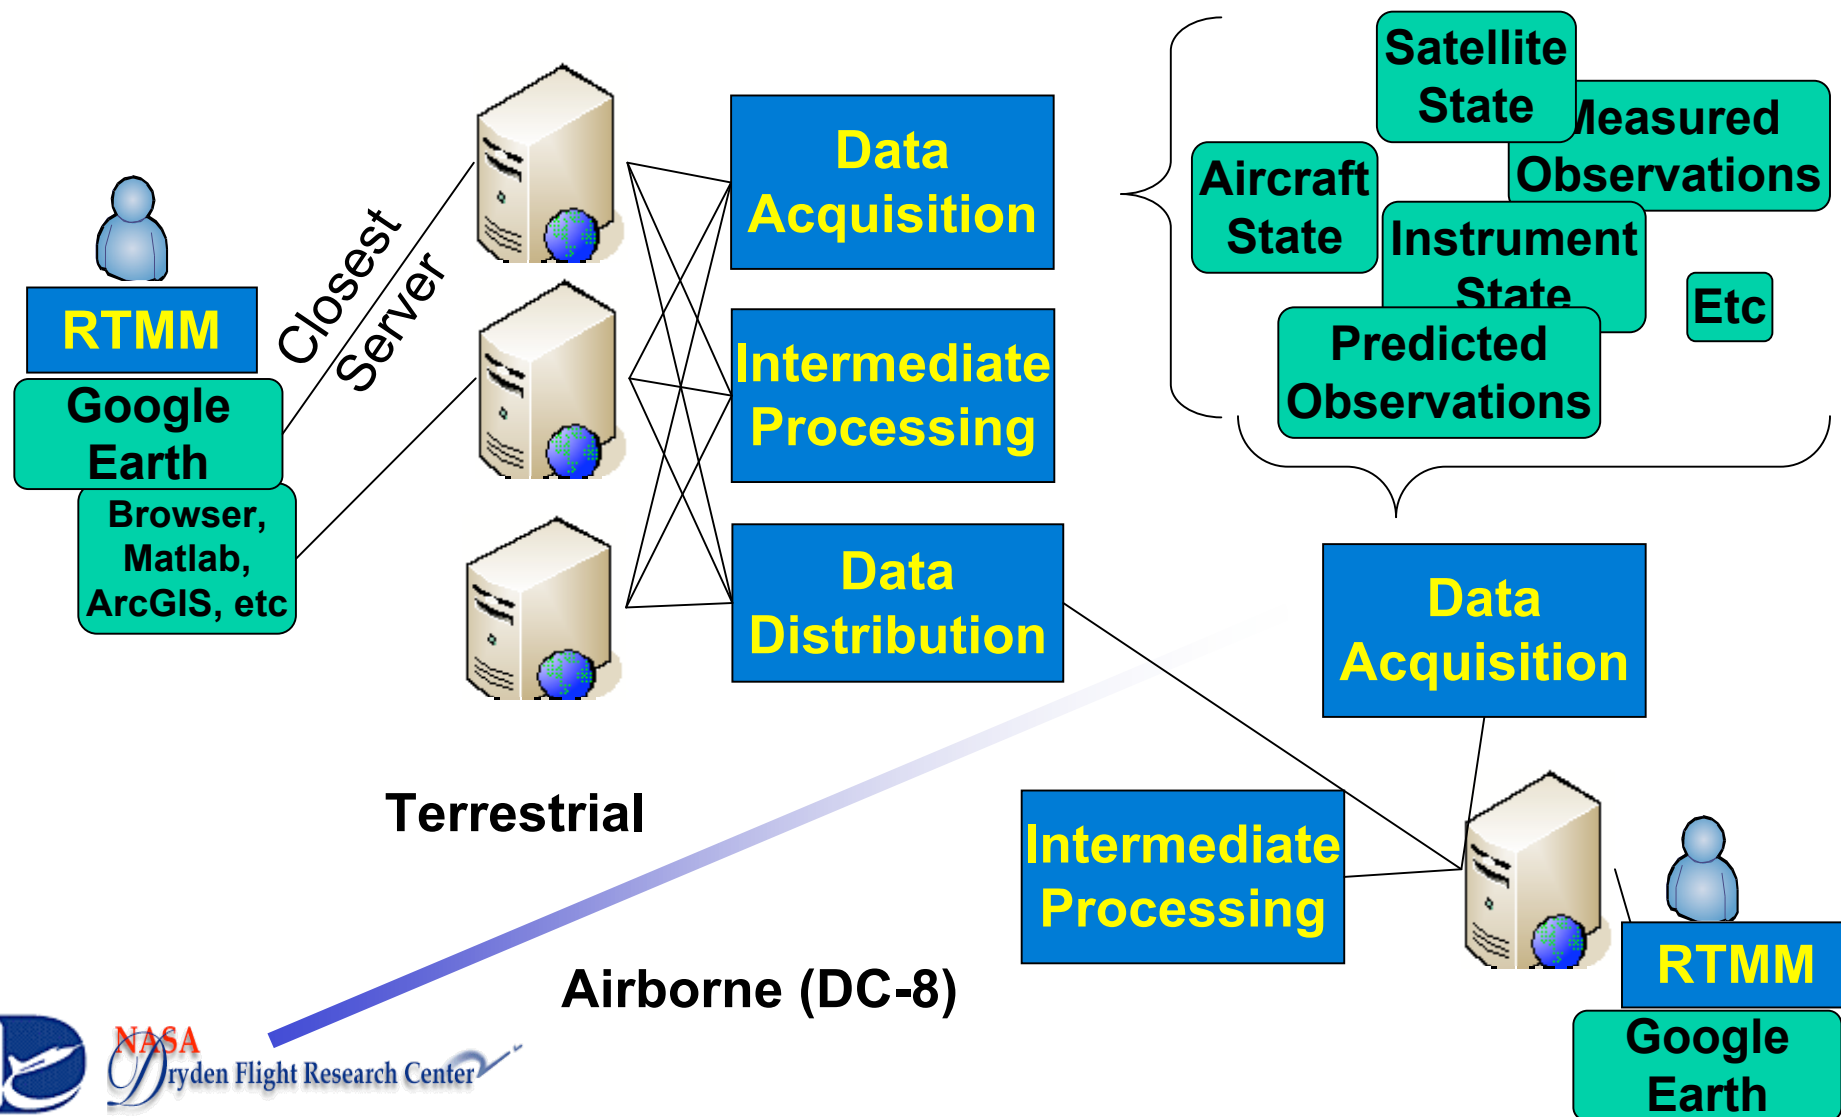 RTMM
Google
Earth
Browser,
Matlab,
ArcGIS, etc
Closest
Server
Data
Acquisition
Intermediate
Processing
Data
Distribution
Satellite
State
Measured
Observations
Aircraft
State
Instrument
State
Etc
Predicted
Observations
Data
Acquisition
Terrestrial
Intermediate
Processing
Airborne (DC-8)
RTMM
Google
Earth
NASA
Dryden Flight Research Center